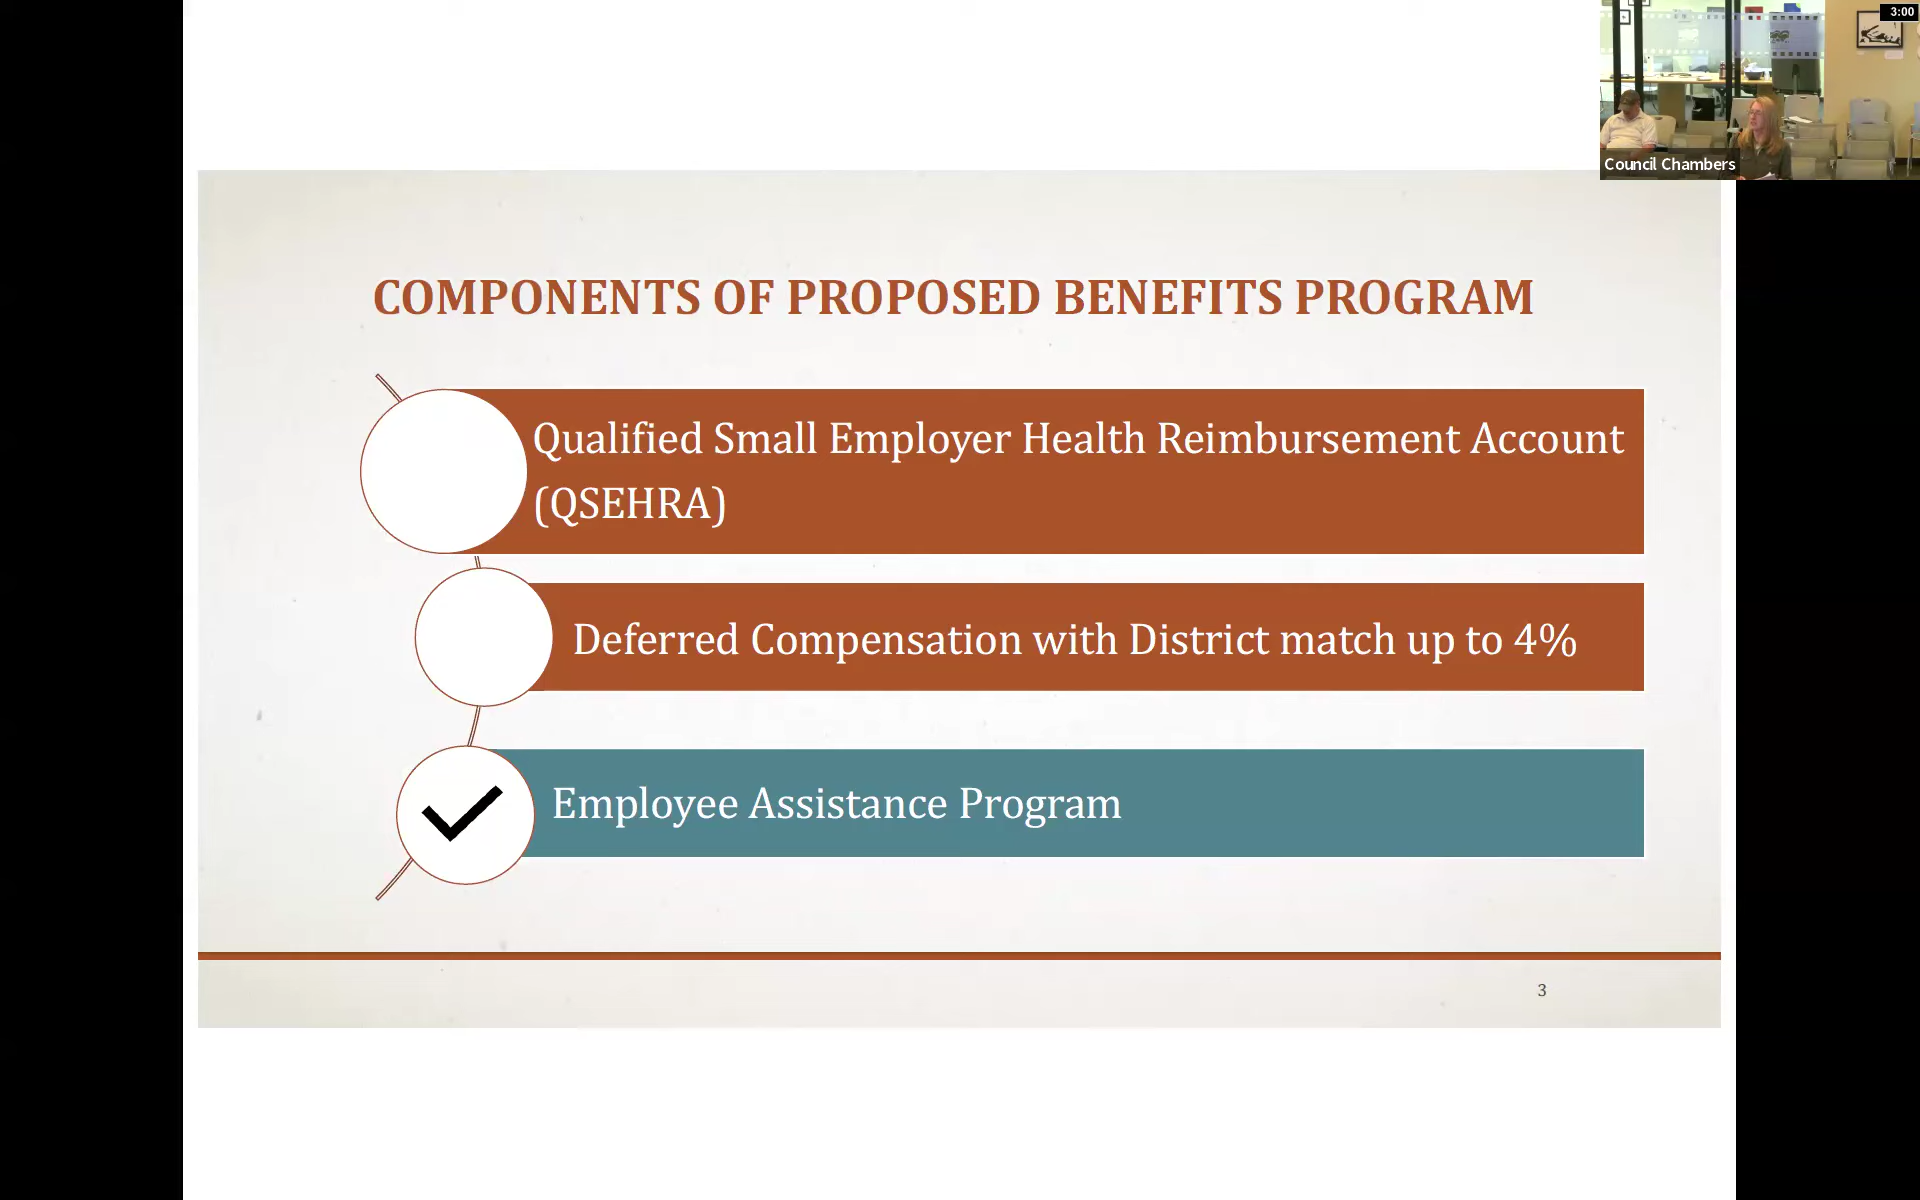 3:00
Council Chambers
COMPONENTS OF PROPOSED BENEFITS PROGRAM
Qualified Small Employer Health Reimbursement Account
(QSEHRA)
Deferred Compensation with District match up to 4%
Employee Assistance Program
3